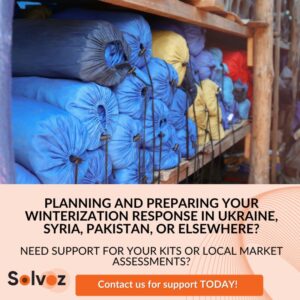 PLANNING AND PREPARING YOUR
WINTERIZATION RESPONSE IN UKRAINE,
SYRIA, PAKISTAN, OR ELSEWHERE?
NEED SUPPORT FOR YOUR KITS OR LOCAL MARKET
ASSESSMENTS?
Solvoz
Contact us for support TODAY!